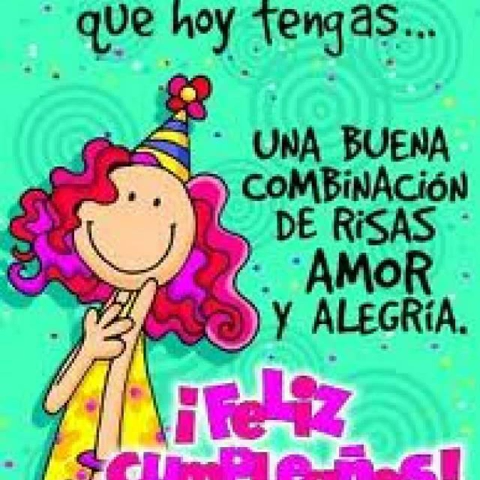 que hoy tengas...
UNA BUENA
COMBINACIÓN
DE RISAS
AMOR
Y ALEGRÍA.
¡FELIZ
CUMPLEAÑOS!